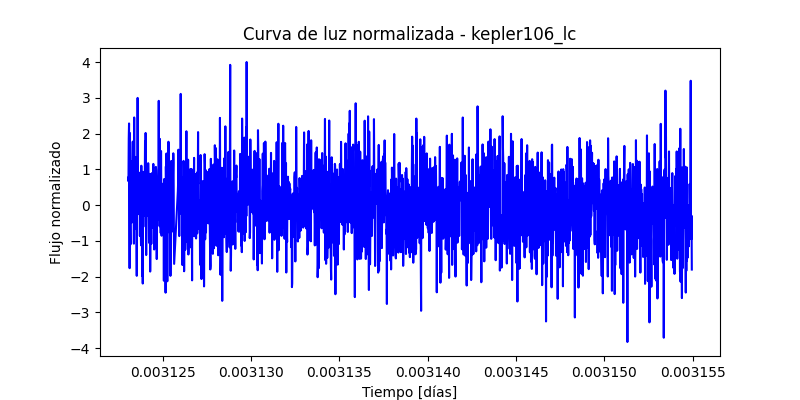 Curva de luz normalizada - kepler106_lc
Flujo normalizado
4
3
2
1
0
−1
−2
−3
−4
0.003125 0.003130 0.003135 0.003140 0.003145 0.003150 0.003155
Tiempo [días]